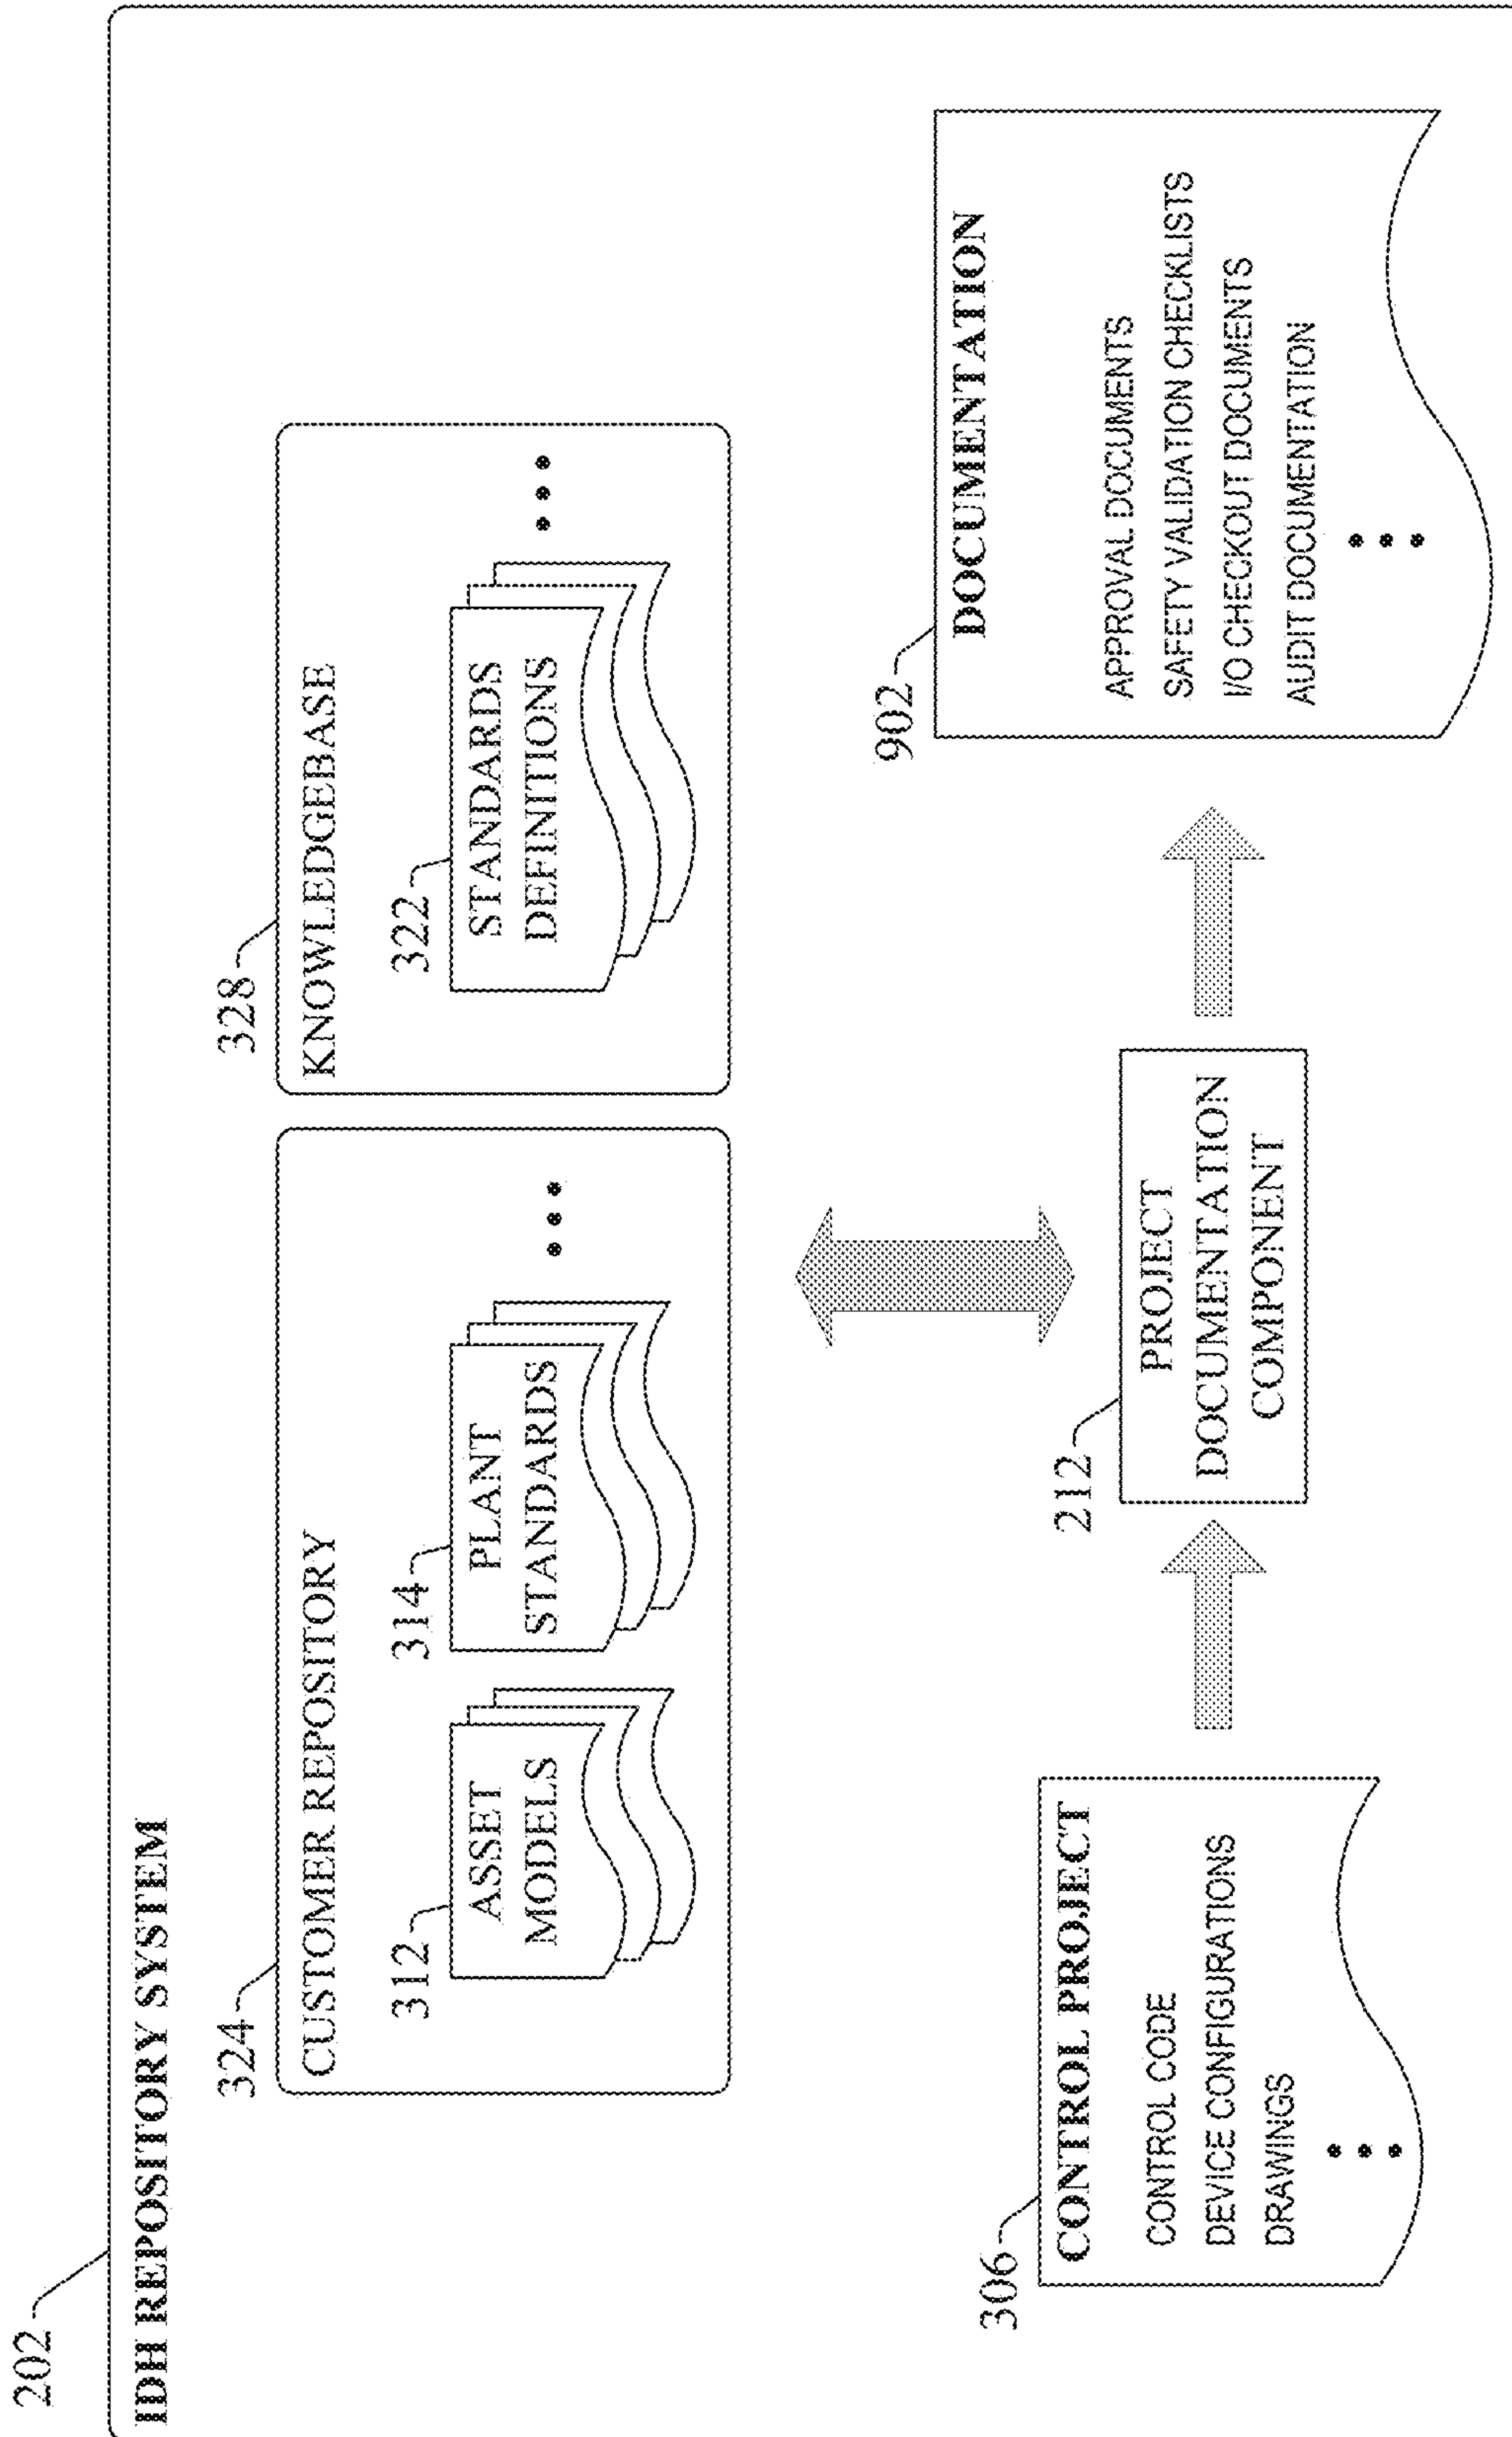 202
IDH REPOSITORY SYSTEM
324
CUSTOMER REPOSITORY
312
ASSET
MODELS
314
PLANT
STANDARDS
328
KNOWLEDGEBASE
322
STANDARDS
DEFINITIONS
306
CONTROL PROJECT
CONTROL CODE
DEVICE CONFIGURATIONS
DRAWINGS
212
PROJECT
DOCUMENTATION
COMPONENT
902
DOCUMENTATION
APPROVAL DOCUMENTS
SAFETY VALIDATION CHECKLISTS
I/O CHECKOUT DOCUMENTS
AUDIT DOCUMENTATION